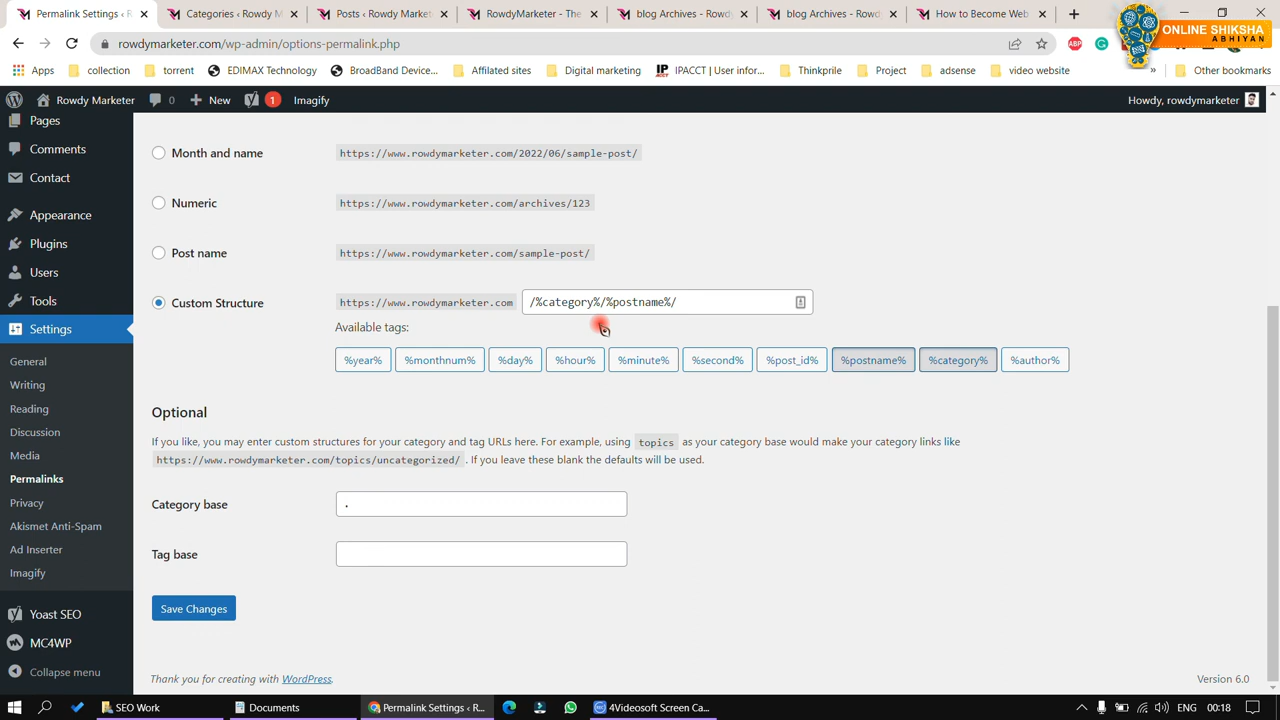 Permalink Settings ‹ R
Categories ‹ Rowdy M
Posts ‹ Rowdy Market
RowdyMarketer - The
blog Archives - Rowdy
blog Archives - Rowdy
How to Become Web
ONLINE SHIKSHA
ABHIYAN
rowdymarketer.com/wp-admin/options-permalink.php
ABP
Apps
collection
torrent
EDIMAX Technology
BroadBand Device...
Affilated sites
Digital marketing
IPACCT | User infor...
Thinkprile
Project
adsense
video website
»
Other bookmarks
Rowdy Marketer
0
New
1
Imagify
Howdy, rowdymarketer
Pages
Comments
Contact
Appearance
Plugins
Users
Tools
Settings
General
Writing
Reading
Discussion
Media
Permalinks
Privacy
Akismet Anti-Spam
Ad Inserter
Imagify
Yoast SEO
MC4WP
Collapse menu
Month and name https://www.rowdymarketer.com/2022/06/sample-post/
Numeric https://www.rowdymarketer.com/archives/123
Post name https://www.rowdymarketer.com/sample-post/
Custom Structure https://www.rowdymarketer.com /%category%/%postname%/
Available tags:
%year% %monthnum% %day% %hour% %minute% %second% %post_id% %postname% %category% %author%
Optional
If you like, you may enter custom structures for your category and tag URLs here. For example, using topics as your category base would make your category links like
https://www.rowdymarketer.com/topics/uncategorized/ . If you leave these blank the defaults will be used.
Category base .
Tag base
Save Changes
Thank you for creating with WordPress.
Version 6.0
SEO Work
Documents
Permalink Settings ‹ R...
4Videosoft Screen Ca...
ENG
00:18